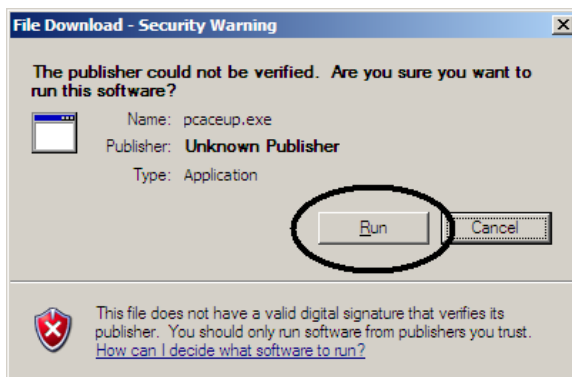 File Download - Security Warning
The publisher could not be verified.  Are you sure you want to
run this software?
Name: pcaceup.exe
Publisher: Unknown Publisher
Type: Application
Run Cancel
This file does not have a valid digital signature that verifies its
publisher.  You should only run software from publishers you trust.
How can I decide what software to run?